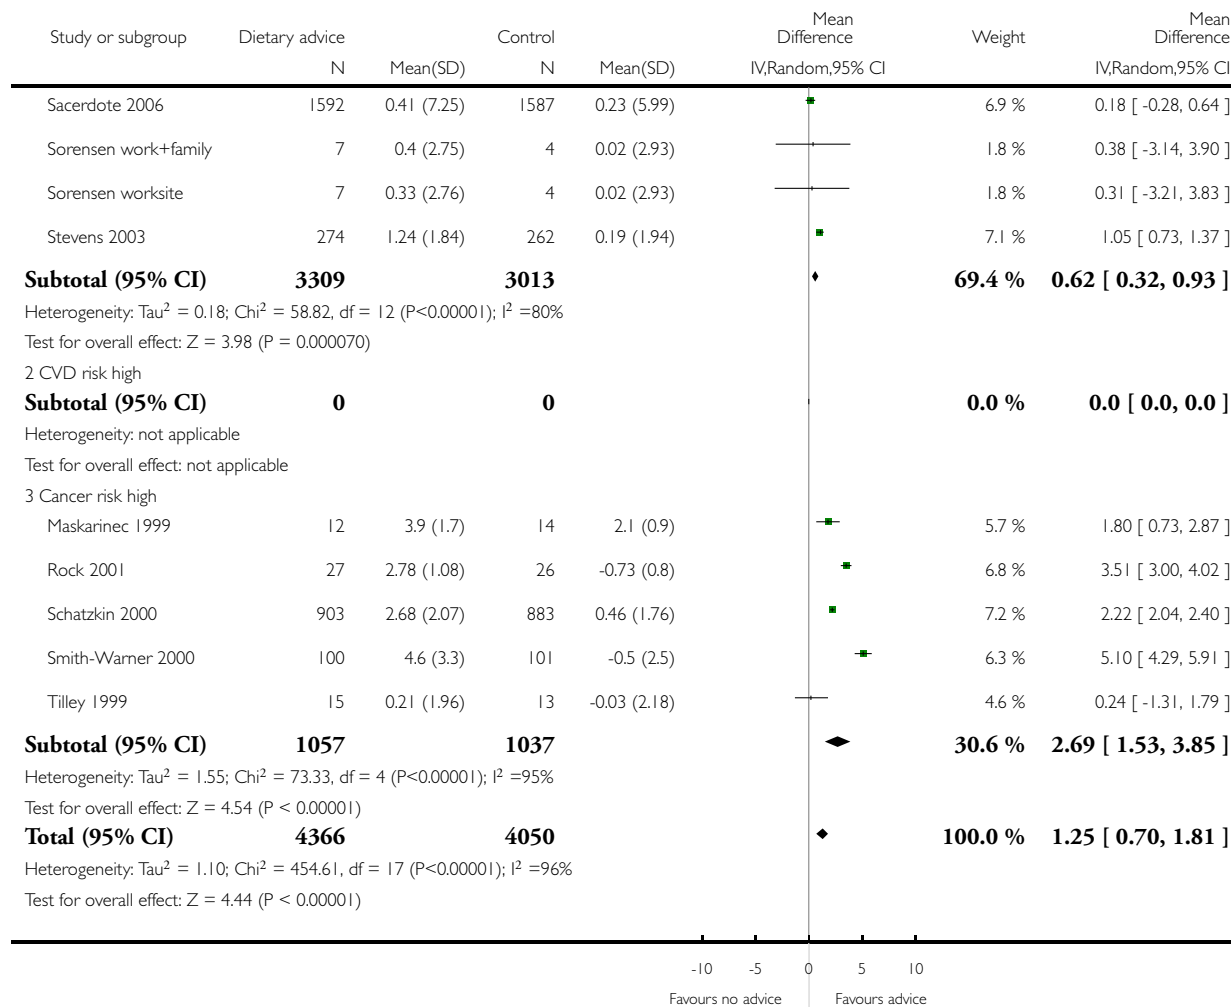 Study or subgroup Dietary advice Control Mean Difference Weight Mean Difference
N Mean(SD) N Mean(SD) IV,Random,95% CI IV,Random,95% CI
Sacerdote 2006 1592 0.41 (7.25) 1587 0.23 (5.99) 6.9 % 0.18 [ -0.28, 0.64 ]
Sorensen work+family 7 0.4 (2.75) 4 0.02 (2.93) 1.8 % 0.38 [ -3.14, 3.90 ]
Sorensen worksite 7 0.33 (2.76) 4 0.02 (2.93) 1.8 % 0.31 [ -3.21, 3.83 ]
Stevens 2003 274 1.24 (1.84) 262 0.19 (1.94) 7.1 % 1.05 [ 0.73, 1.37 ]
Subtotal (95% CI) 3309 3013 69.4 % 0.62 [ 0.32, 0.93 ]
Heterogeneity: Tau² = 0.18; Chi² = 58.82, df = 12 (P<0.00001); I² =80%
Test for overall effect: Z = 3.98 (P = 0.000070)
2 CVD risk high
Subtotal (95% CI) 0 0 0.0 % 0.0 [ 0.0, 0.0 ]
Heterogeneity: not applicable
Test for overall effect: not applicable
3 Cancer risk high
Maskarinec 1999 12 3.9 (1.7) 14 2.1 (0.9) 5.7 % 1.80 [ 0.73, 2.87 ]
Rock 2001 27 2.78 (1.08) 26 -0.73 (0.8) 6.8 % 3.51 [ 3.00, 4.02 ]
Schatzkin 2000 903 2.68 (2.07) 883 0.46 (1.76) 7.2 % 2.22 [ 2.04, 2.40 ]
Smith-Warner 2000 100 4.6 (3.3) 101 -0.5 (2.5) 6.3 % 5.10 [ 4.29, 5.91 ]
Tilley 1999 15 0.21 (1.96) 13 -0.03 (2.18) 4.6 % 0.24 [ -1.31, 1.79 ]
Subtotal (95% CI) 1057 1037 30.6 % 2.69 [ 1.53, 3.85 ]
Heterogeneity: Tau² = 1.55; Chi² = 73.33, df = 4 (P<0.00001); I² =95%
Test for overall effect: Z = 4.54 (P < 0.00001)
Total (95% CI) 4366 4050 100.0 % 1.25 [ 0.70, 1.81 ]
Heterogeneity: Tau² = 1.10; Chi² = 454.61, df = 17 (P<0.00001); I² =96%
Test for overall effect: Z = 4.44 (P < 0.00001)
-10 -5 0 5 10
Favours no advice Favours advice